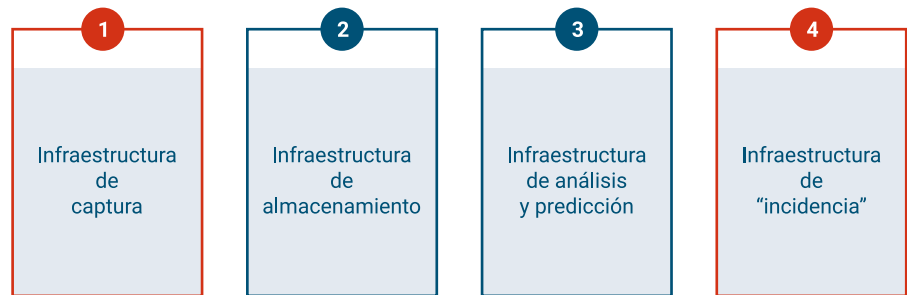 1
Infraestructura
de
captura
2
Infraestructura
de
almacenamiento
3
Infraestructura
de análisis
y predicción
4
Infraestructura
de
“incidencia”